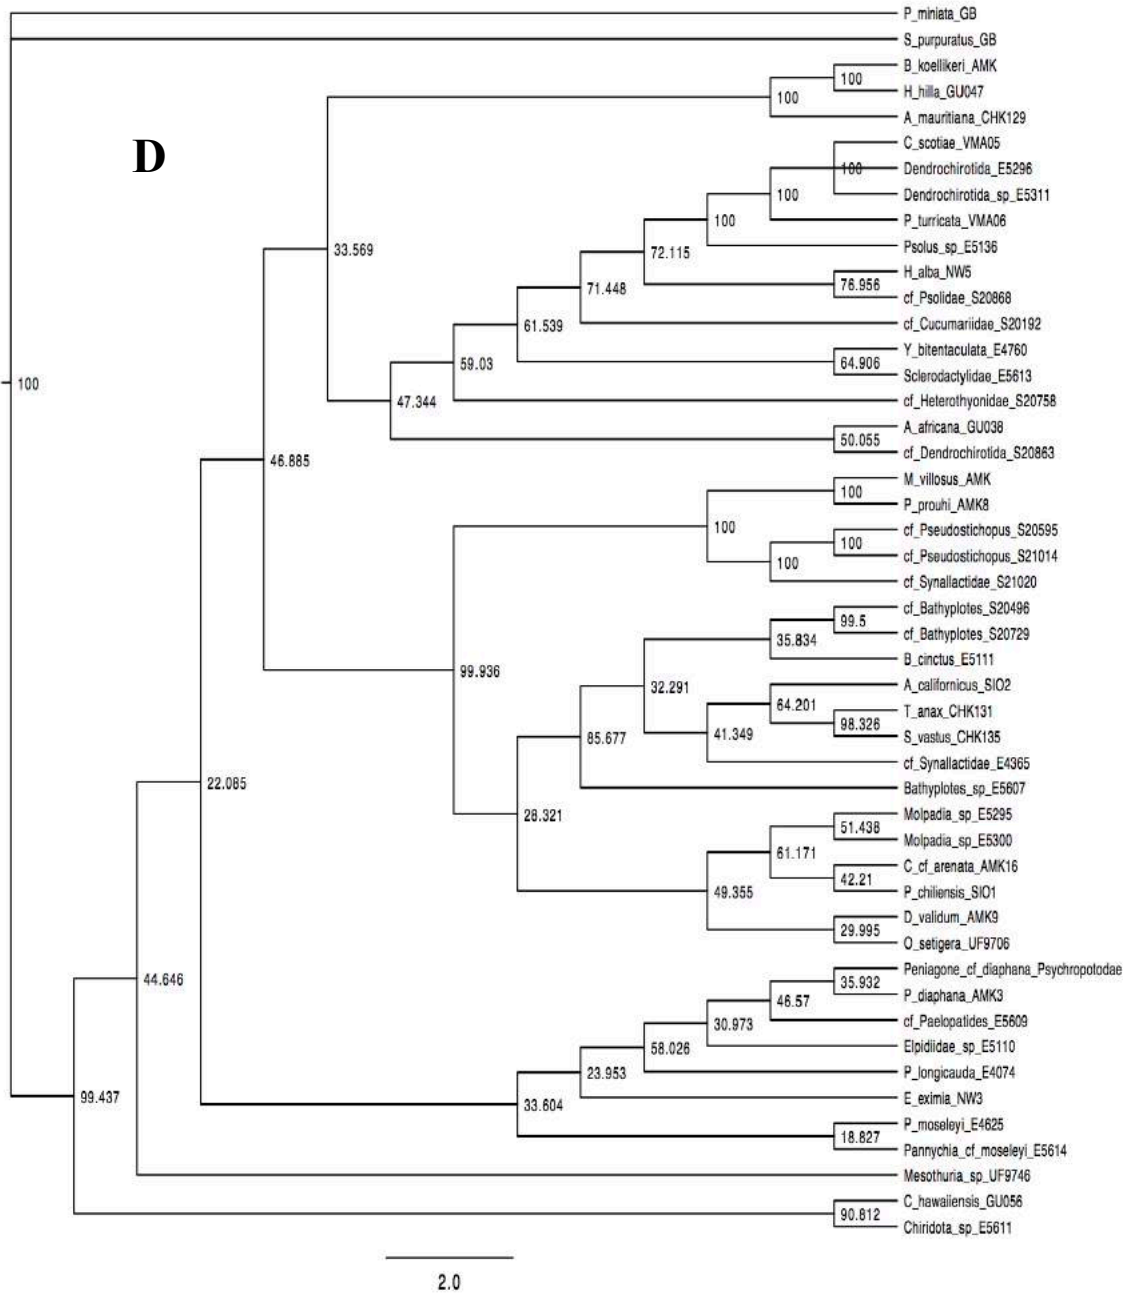 P_miniata_GB
S_purpuratus_GB
B_koellikeri_AMK
100
H_hilla_GU047
100
A_mauritiana_CHK129
D
C_scotiae_VMA05
100
Dendrochirotida_E5296
100
Dendrochirotida_sp_E5311
100
P_turricata_VMA06
33.569
72.115
Psolus_sp_E5136
H_alba_NW5
71.448
76.956
cf_Psolidae_S20868
61.539
cf_Cucumariidae_S20192
Y_bitentaculata_E4760
59.03
64.906
Sclerodactylidae_E5613
100
47.344
cf_Heterothyonidae_S20758
A_africana_GU038
50.055
cf_Dendrochirotida_S20863
46.885
M_villosus_AMK
100
P_prouhi_AMK8
100
cf_Pseudostichopus_S20595
100
cf_Pseudostichopus_S21014
100
cf_Synallactidae_S21020
cf_Bathyplotes_S20496
99.5
cf_Bathyplotes_S20729
35.834
B_cinctus_E5111
99.936
32.291
A_californicus_SIO2
64.201
T_anax_CHK131
98.326
S_vastus_CHK135
85.677
41.349
cf_Synallactidae_E4365
22.085
Bathyplotes_sp_E5607
28.321
Molpadia_sp_E5295
51.438
Molpadia_sp_E5300
61.171
C_cf_arenata_AMK16
42.21
P_chiliensis_SIO1
49.355
D_validum_AMK9
29.995
O_setigera_UF9706
44.646
Peniagone_cf_diaphana_Psychropotodae
35.932
P_diaphana_AMK3
46.57
cf_Paelopatides_E5609
30.973
Elpidiidae_sp_E5110
58.026
P_longicauda_E4074
23.953
E_eximia_NW3
99.437
33.604
P_moseleyi_E4625
18.827
Pannychia_cf_moseleyi_E5614
Mesothuria_sp_UF9746
C_hawaiiensis_GU056
90.812
Chiridota_sp_E5611
2.0